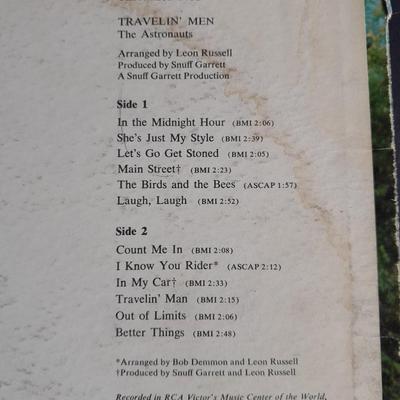 TRAVELIN' MEN
The Astronauts
Arranged by Leon Russell
Produced by Snuff Garrett
A Snuff Garrett Production
Side 1
In the Midnight Hour (BMI 2:06)
She's Just My Style (BMI 2:39)
Let's Go Get Stoned (BMI 2:05)
Main Street† (BMI 2:23)
The Birds and the Bees (ASCAP 1:57)
Laugh, Laugh (BMI 2:52)
Side 2
Count Me In (BMI 2:08)
I Know You Rider* (ASCAP 2:12)
In My Car† (BMI 2:33)
Travelin' Man (BMI 2:15)
Out of Limits (BMI 2:06)
Better Things (BMI 2:48)
*Arranged by Bob Demmon and Leon Russell
†Produced by Snuff Garrett and Leon Russell
Recorded in RCA Victor's Music Center of the World,